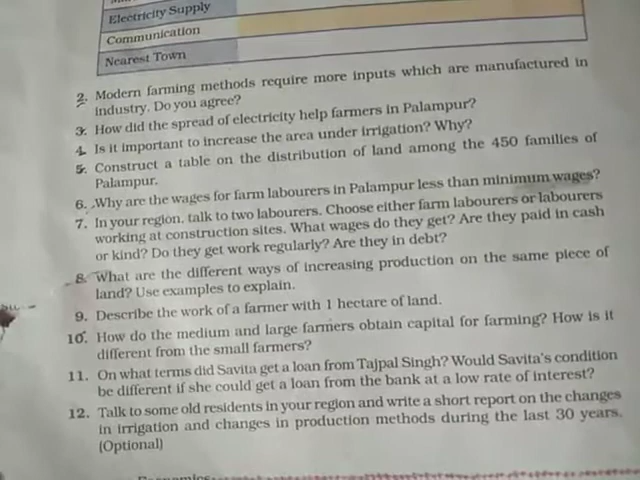 Electricity Supply
Communication
Nearest Town
2. Modern farming methods require more inputs which are manufactured in
industry. Do you agree?
3. How did the spread of electricity help farmers in Palampur?
4. Is it important to increase the area under irrigation? Why?
5. Construct a table on the distribution of land among the 450 families of
Palampur.
6. Why are the wages for farm labourers in Palampur less than minimum wages?
7. In your region, talk to two labourers. Choose either farm labourers or labourers
working at construction sites. What wages do they get? Are they paid in cash
or kind? Do they get work regularly? Are they in debt?
8. What are the different ways of increasing production on the same piece of
land? Use examples to explain.
9. Describe the work of a farmer with 1 hectare of land.
10. How do the medium and large farmers obtain capital for farming? How is it
different from the small farmers?
11. On what terms did Savita get a loan from Tajpal Singh? Would Savita's condition
be different if she could get a loan from the bank at a low rate of interest?
12. Talk to some old residents in your region and write a short report on the changes
in irrigation and changes in production methods during the last 30 years.
(Optional)
Economics